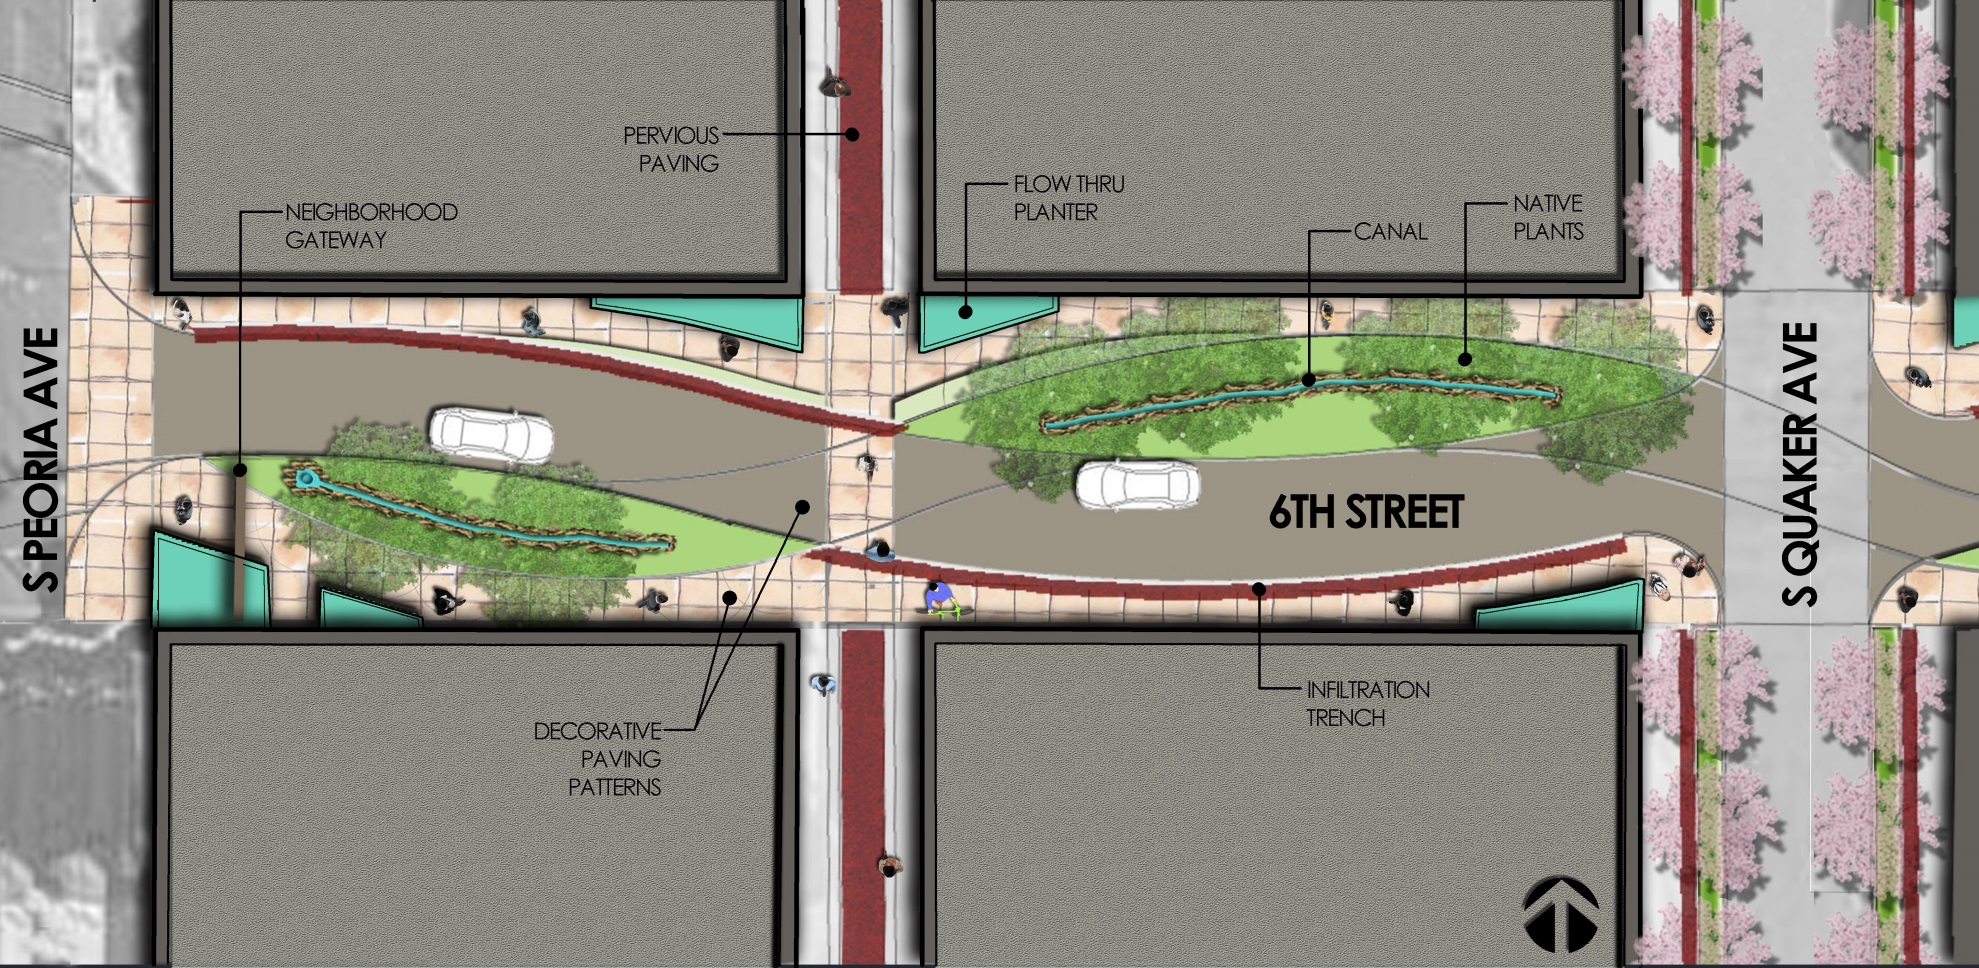 PERVIOUS
PAVING
NEIGHBORHOOD
GATEWAY
FLOW THRU
PLANTER
CANAL
NATIVE
PLANTS
S PEORIA AVE
6TH STREET
S QUAKER AVE
DECORATIVE
PAVING
PATTERNS
INFILTRATION
TRENCH